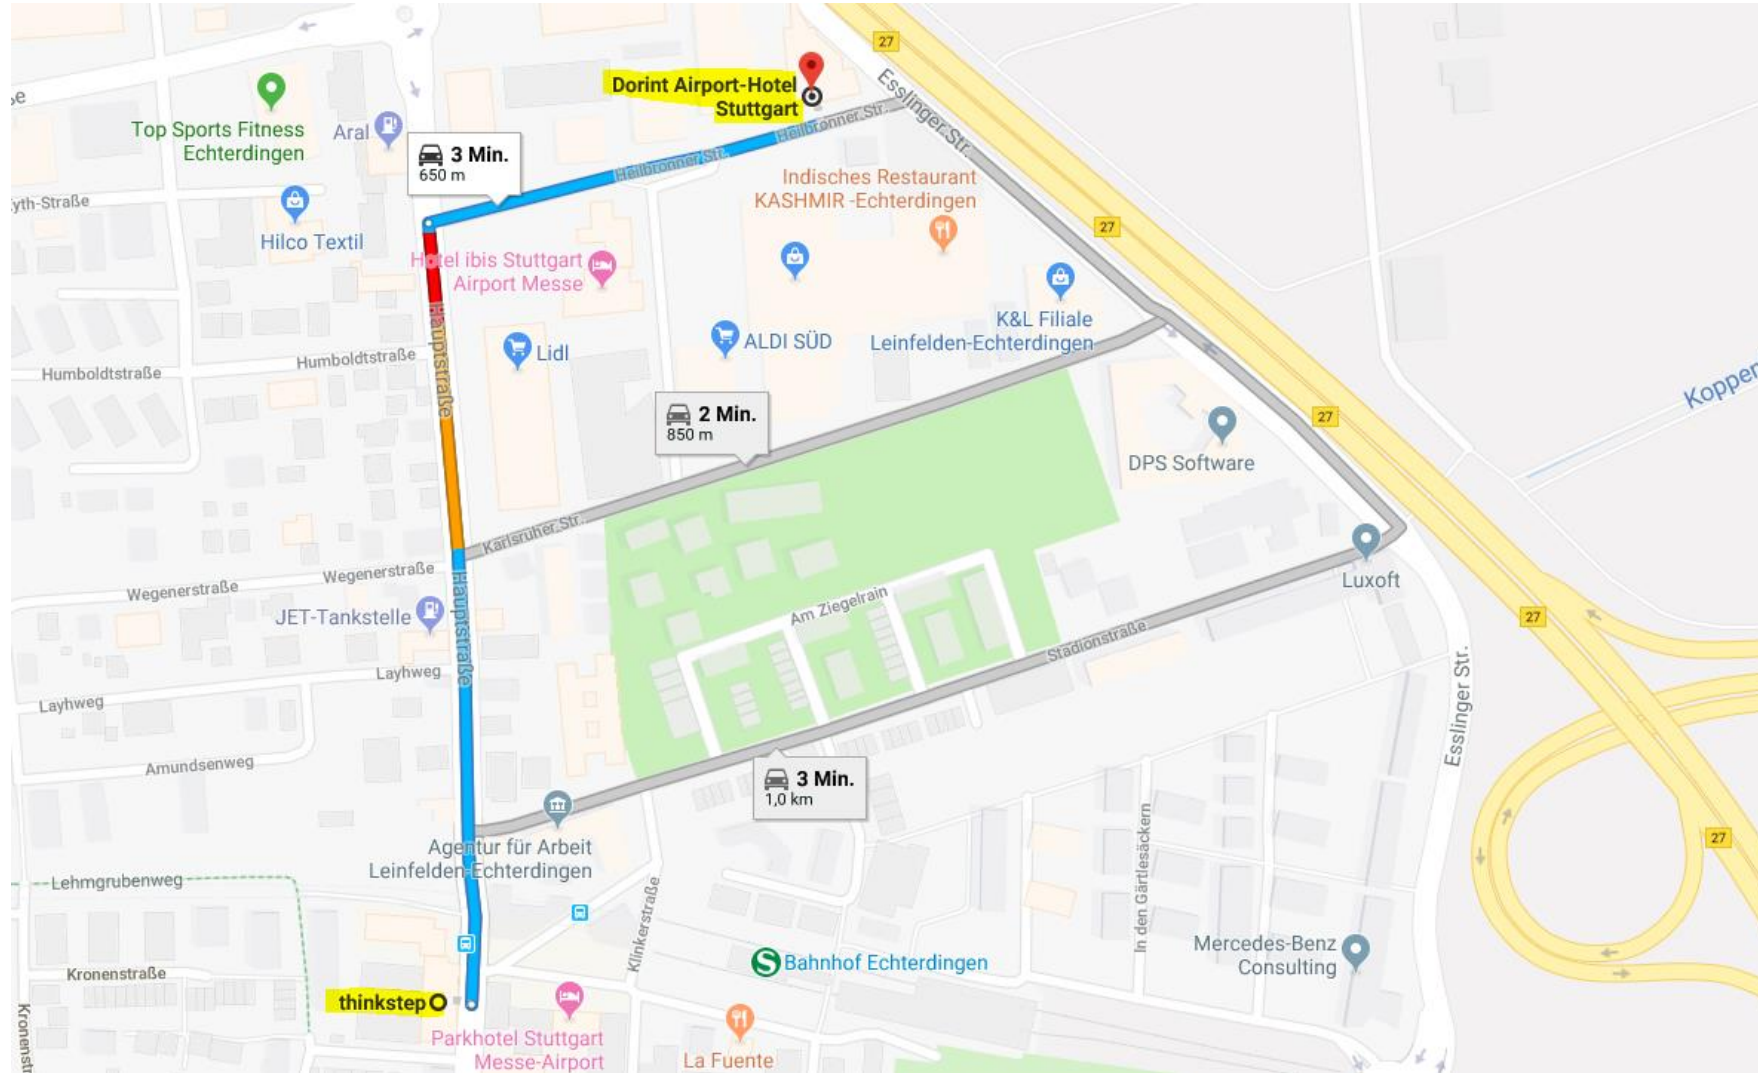 27
Dorint Airport-Hotel
Stuttgart
Esslinger Str.
Top Sports Fitness
Echterdingen
Aral
Heilbronner Str.
3 Min.
650 m
Heilbronner Str.
Indisches Restaurant
KASHMIR -Echterdingen
yth-Straße
Hilco Textil
27
Hotel ibis Stuttgart
Airport Messe
K&L Filiale
Leinfelden-Echterdingen
Hauptstraße
ALDI SÜD
Lidl
Humboldtstraße
Humboldtstraße
Koppen
2 Min.
850 m
27
DPS Software
Karlsruher Str.
Wegenerstraße
Wegenerstraße
Luxoft
Am Ziegelrain
JET-Tankstelle
Hauptstraße
27
Stadionstraße
Layhweg
Layhweg
Esslinger Str.
Amundsenweg
3 Min.
1,0 km
Agentur für Arbeit
Leinfelden-Echterdingen
27
Lehmgrubenweg
In den Gärtlesäckern
Klinkerstraße
Mercedes-Benz
Consulting
S
Bahnhof Echterdingen
Kronenstraße
thinkstep
Kronenstr
Parkhotel Stuttgart
Messe-Airport
La Fuente